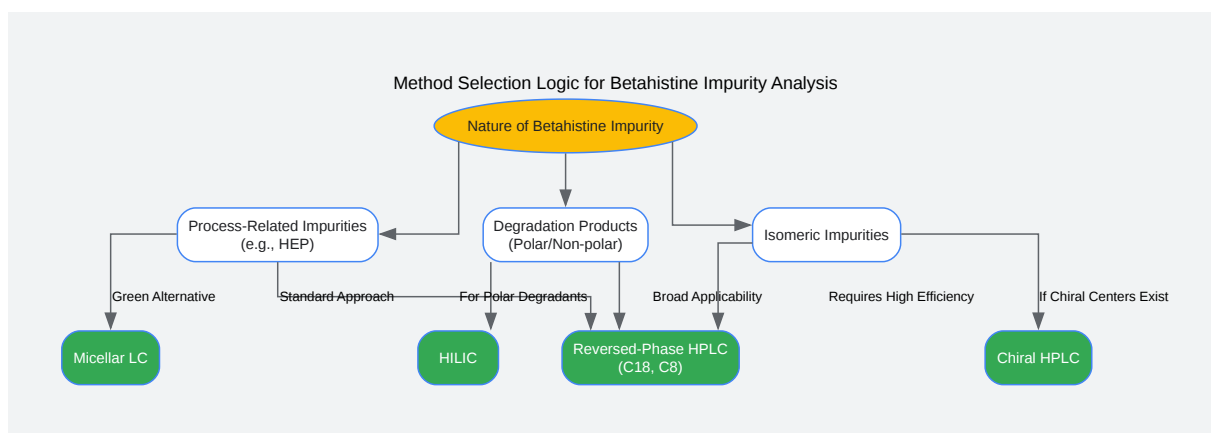 Method Selection Logic for Betahistine Impurity Analysis
Nature of Betahistine Impurity
Process-Related Impurities
(e.g., HEP)
Degradation Products
(Polar/Non-polar)
Isomeric Impurities
Green Alternative
Standard Approach
For Polar Degradants
Broad Applicability
Requires High Efficiency
If Chiral Centers Exist
Micellar LC
HILIC
Reversed-Phase HPLC
(C18, C8)
Chiral HPLC